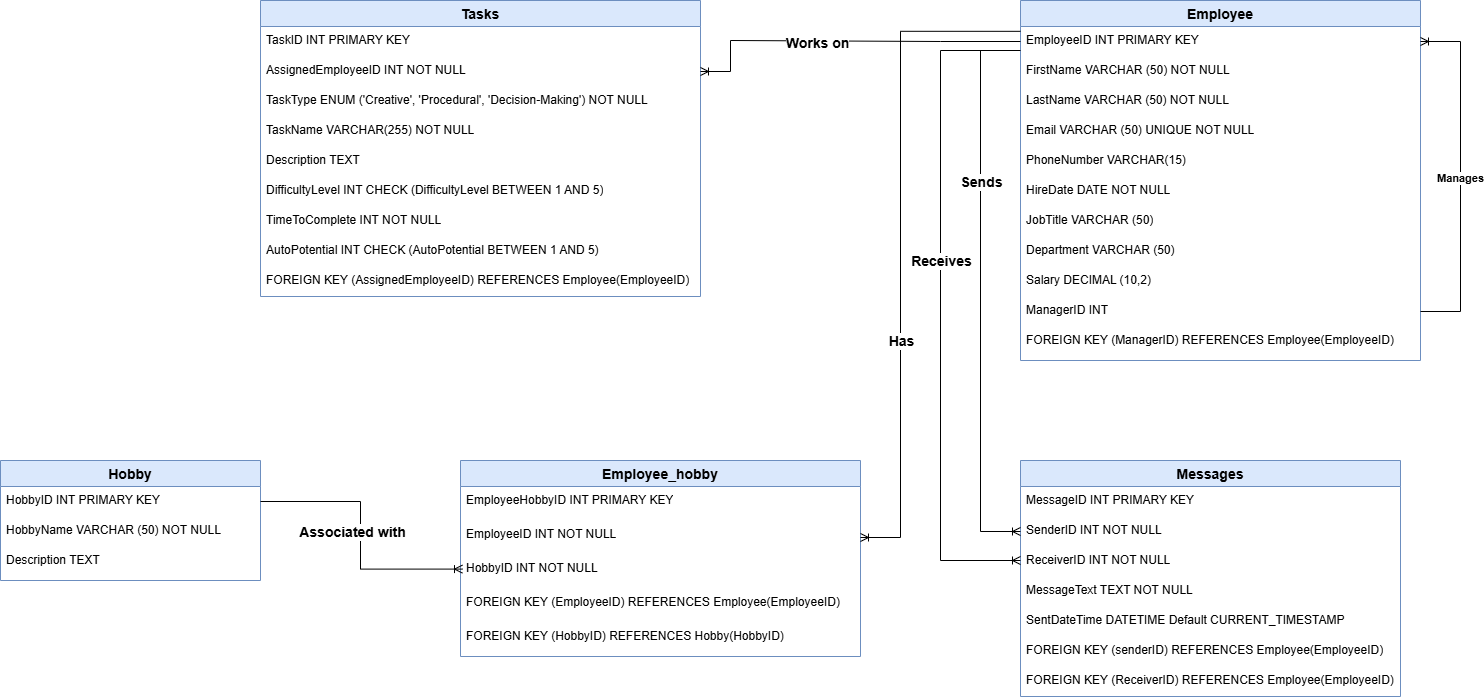 Tasks
TaskID INT PRIMARY KEY
AssignedEmployeeID INT NOT NULL
TaskType ENUM ('Creative', 'Procedural', 'Decision-Making') NOT NULL
TaskName VARCHAR(255) NOT NULL
Description TEXT
DifficultyLevel INT CHECK (DifficultyLevel BETWEEN 1 AND 5)
TimeToComplete INT NOT NULL
AutoPotential INT CHECK (AutoPotential BETWEEN 1 AND 5)
FOREIGN KEY (AssignedEmployeeID) REFERENCES Employee(EmployeeID)
Works on
Employee
EmployeeID INT PRIMARY KEY
FirstName VARCHAR (50) NOT NULL
LastName VARCHAR (50) NOT NULL
Email VARCHAR (50) UNIQUE NOT NULL
PhoneNumber VARCHAR(15)
HireDate DATE NOT NULL
JobTitle VARCHAR (50)
Department VARCHAR (50)
Salary DECIMAL (10,2)
ManagerID INT
FOREIGN KEY (ManagerID) REFERENCES Employee(EmployeeID)
Manages
Sends
Receives
Has
Hobby
HobbyID INT PRIMARY KEY
HobbyName VARCHAR (50) NOT NULL
Description TEXT
Associated with
Employee_hobby
EmployeeHobbyID INT PRIMARY KEY
EmployeeID INT NOT NULL
HobbyID INT NOT NULL
FOREIGN KEY (EmployeeID) REFERENCES Employee(EmployeeID)
FOREIGN KEY (HobbyID) REFERENCES Hobby(HobbyID)
Messages
MessageID INT PRIMARY KEY
SenderID INT NOT NULL
ReceiverID INT NOT NULL
MessageText TEXT NOT NULL
SentDateTime DATETIME Default CURRENT_TIMESTAMP
FOREIGN KEY (senderID) REFERENCES Employee(EmployeeID)
FOREIGN KEY (ReceiverID) REFERENCES Employee(EmployeeID)